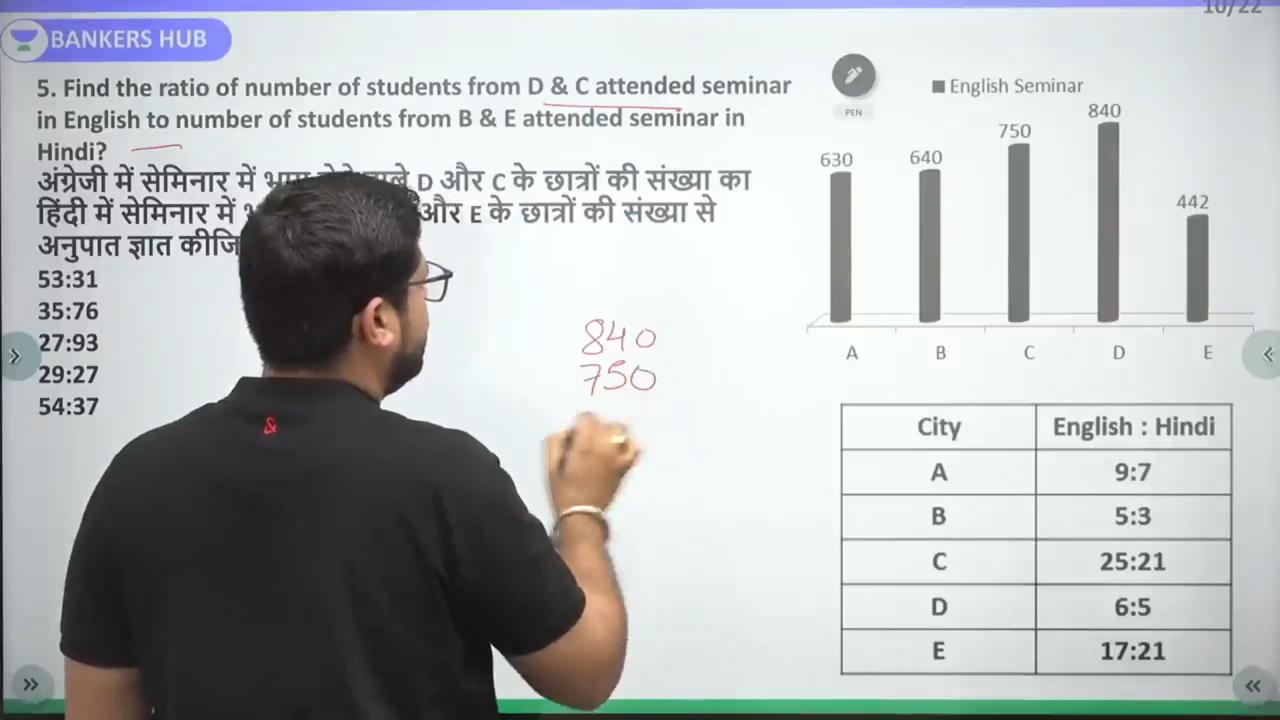 10/22
BANKERS HUB
5. Find the ratio of number of students from D & C attended seminar
in English to number of students from B & E attended seminar in
Hindi?
अंग्रेजी में सेमिनार में D और C के छात्रों की संख्या का
हिंदी में सेमिनार में और E के छात्रों की संख्या से
अनुपात ज्ञात
53:31
35:76
27:93
29:27
54:37
840
750
&
PEN
English Seminar
630 640 750 840 442
A B C D E
City English : Hindi
A 9:7
B 5:3
C 25:21
D 6:5
E 17:21